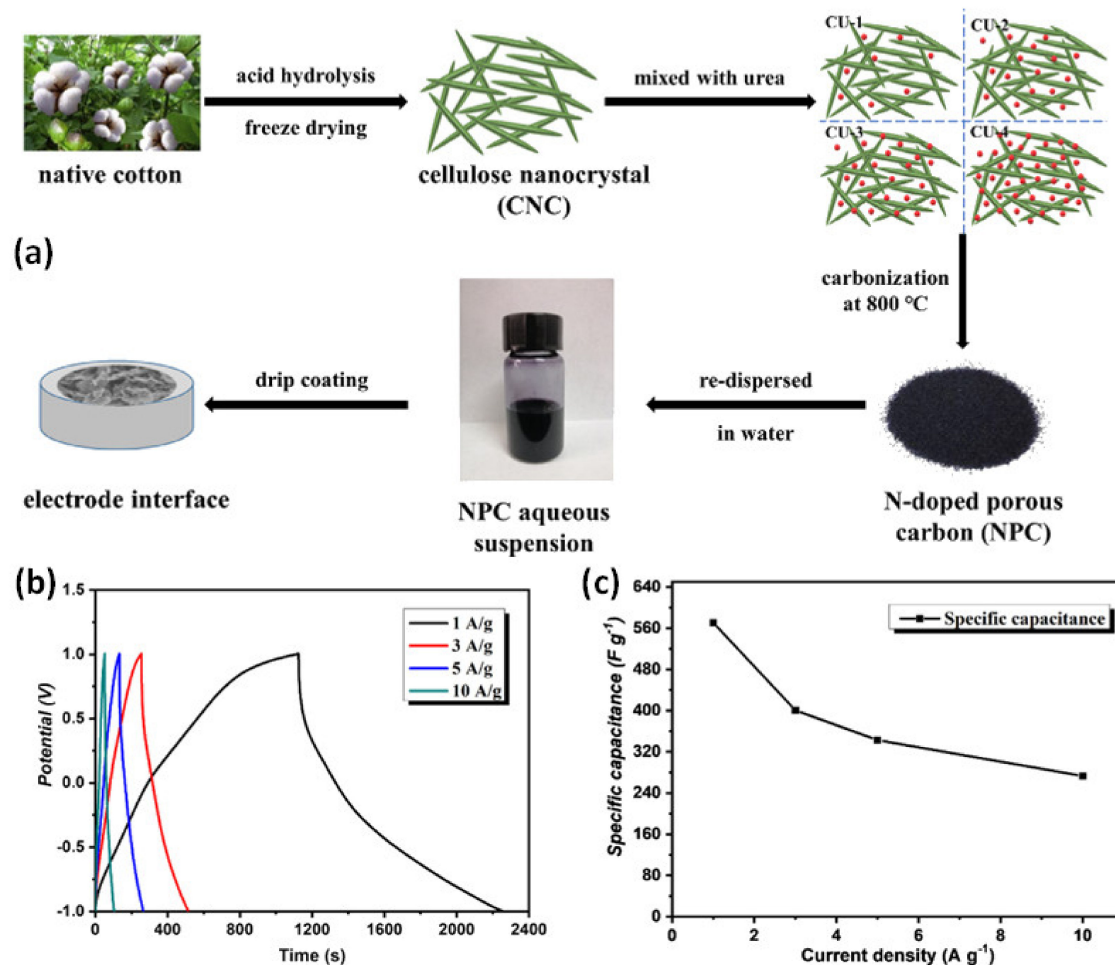 native cotton
acid hydrolysis
freeze drying
cellulose nanocrystal
(CNC)
mixed with urea
CU-1
CU-2
CU-3
CU-4
(a)
carbonization
at 800 °C
N-doped porous
carbon (NPC)
re-dispersed
in water
NPC aqueous
suspension
drip coating
electrode interface
(b)
1.5
1.0
0.5
0.0
-0.5
-1.0
Potential (V)
1 A/g
3 A/g
5 A/g
10 A/g
0 400 800 1200 1600 2000 2400
Time (s)
(c)
640
560
480
400
320
240
160
80
0
Specific capacitance (F g⁻¹)
Specific capacitance
0 2 4 6 8 10
Current density (A g⁻¹)